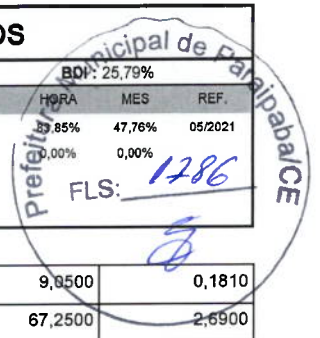 OS
BDI : 25,79%
HORA MES REF.
83,85% 47,76% 05/2021
0,00% 0,00%
Prefeitura Municipal de Paraipaba/CE
FLS: 1786
9,0500 0,1810
67,2500 2,6900